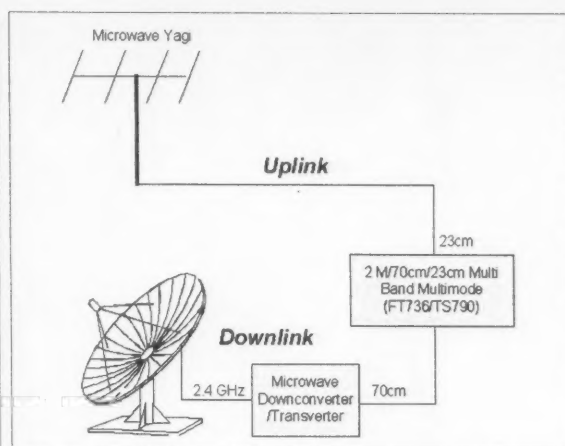 Microwave Yagi
Uplink
23cm
2 M/70cm/23cm Multi
Band Multimode
(FT736/TS790)
Downlink
2.4 GHz
Microwave
Downconverter
/Transverter
70cm